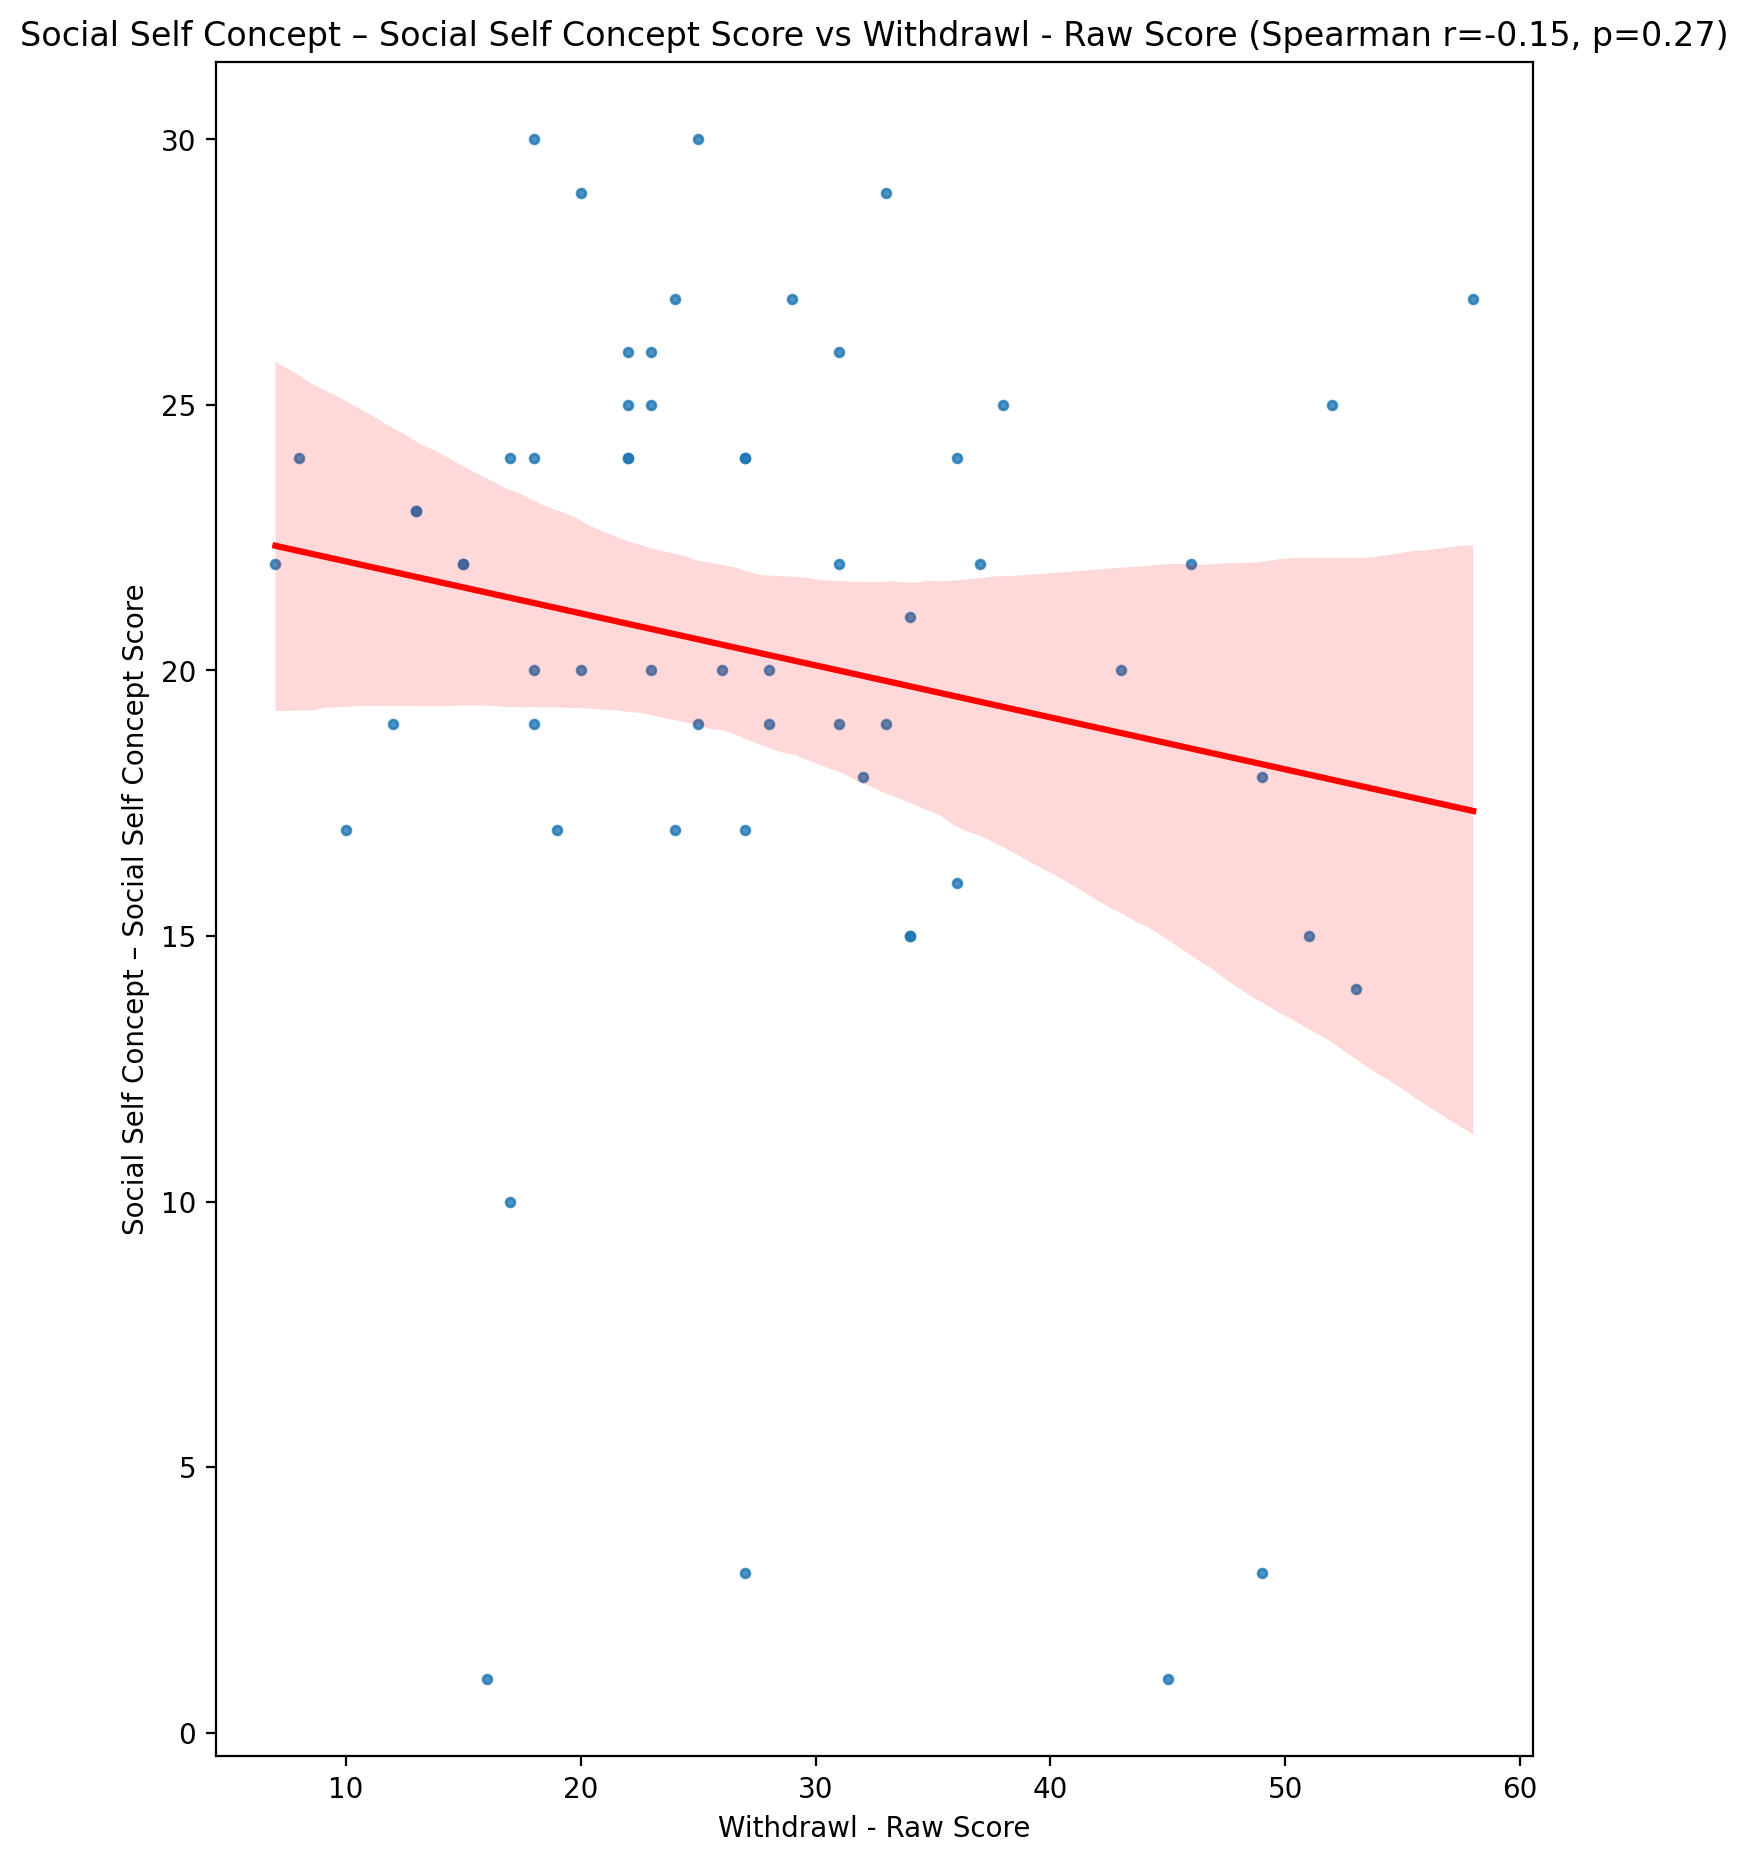 Social Self Concept – Social Self Concept Score vs Withdrawl - Raw Score (Spearman r=-0.15, p=0.27)
Social Self Concept – Social Self Concept Score
30
25
20
15
10
5
0
10 20 30 40 50 60
Withdrawl - Raw Score